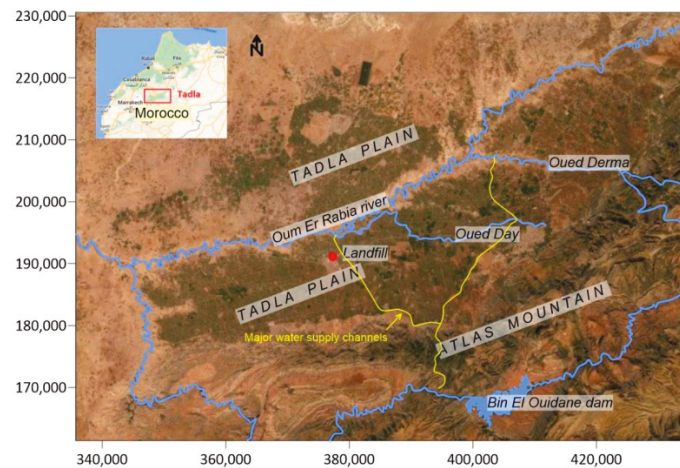 230,000
220,000
210,000
200,000
190,000
180,000
170,000
340,000
360,000
380,000
400,000
420,000
N
Rabat
Fès
Casablanca
Marrakech
Tadla
Morocco
TADLA PLAIN
Oued Derma
Oum Er Rabia river
Oued Day
Landfill
TADLA PLAIN
Major water supply channels
ATLAS MOUNTAIN
Bin El Ouidane dam